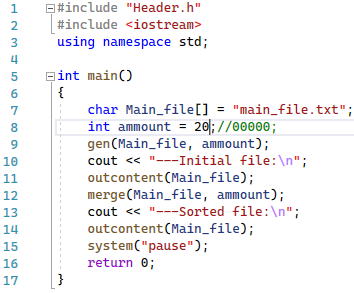 1 #include "Header.h"
2 #include <iostream>
3 using namespace std;
4
5 int main()
6 {
7 char Main_file[] = "main_file.txt";
8 int ammount = 20;//00000;
9 gen(Main_file, ammount);
10 cout << "---Initial file:\n";
11 outcontent(Main_file);
12 merge(Main_file, ammount);
13 cout << "---Sorted file:\n";
14 outcontent(Main_file);
15 system("pause");
16 return 0;
17 }